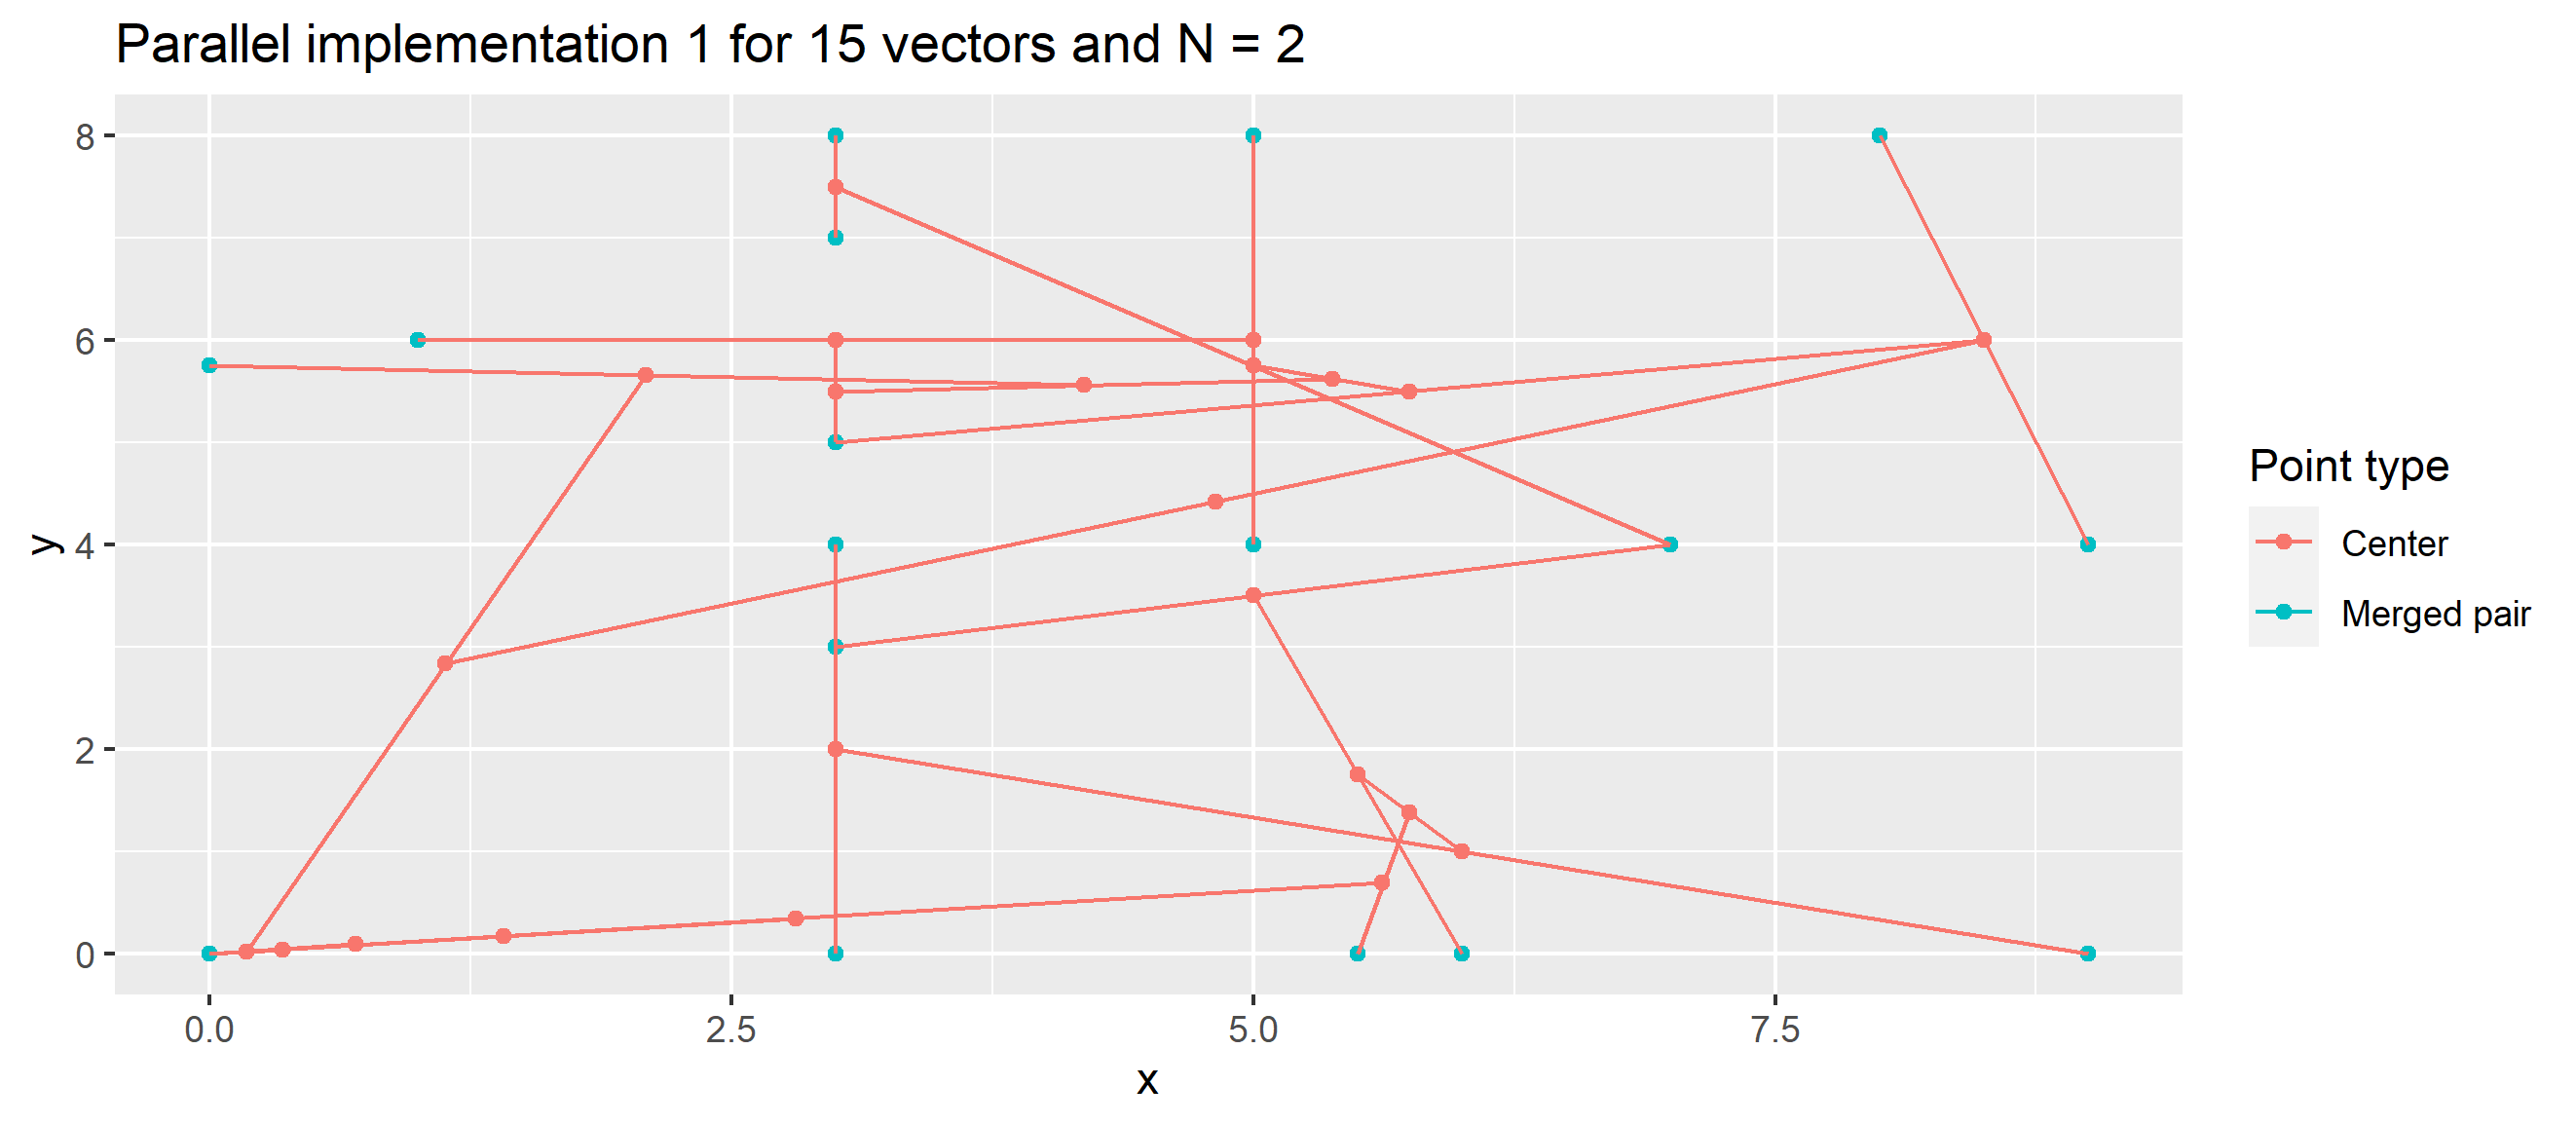 Parallel implementation 1 for 15 vectors and N = 2
8
6
4
2
0
y
0.0 2.5 5.0 7.5
x
Point type
Center
Merged pair